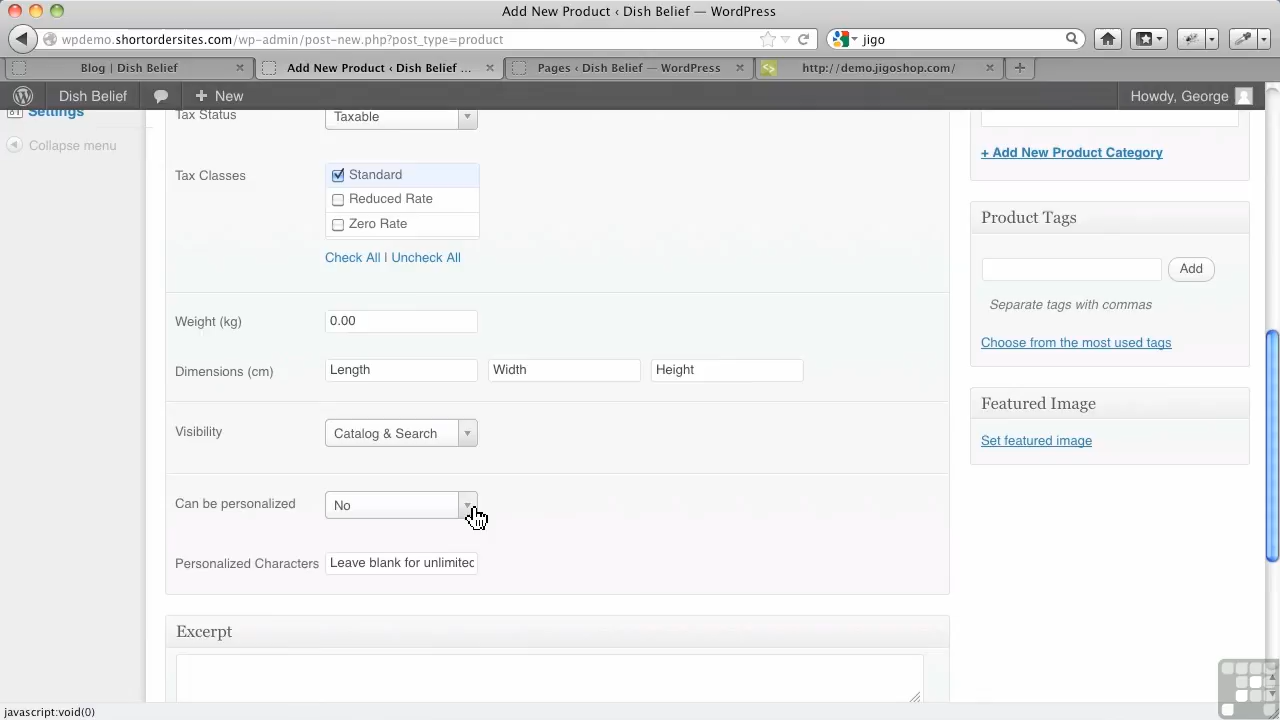 Add New Product ‹ Dish Belief — WordPress
wpdemo.shortordersites.com/wp-admin/post-new.php?post_type=product
jigo
Blog | Dish Belief
Add New Product ‹ Dish Belief ...
Pages ‹ Dish Belief — WordPress
http://demo.jigoshop.com/
Dish Belief
+ New
Howdy, George
Settings
Collapse menu
Tax Status
Taxable
Tax Classes
Standard
Reduced Rate
Zero Rate
Check All | Uncheck All
Weight (kg)
0.00
Dimensions (cm)
Length
Width
Height
Visibility
Catalog & Search
Can be personalized
No
Personalized Characters
Leave blank for unlimited
Excerpt
+ Add New Product Category
Product Tags
Add
Separate tags with commas
Choose from the most used tags
Featured Image
Set featured image
javascript:void(0)